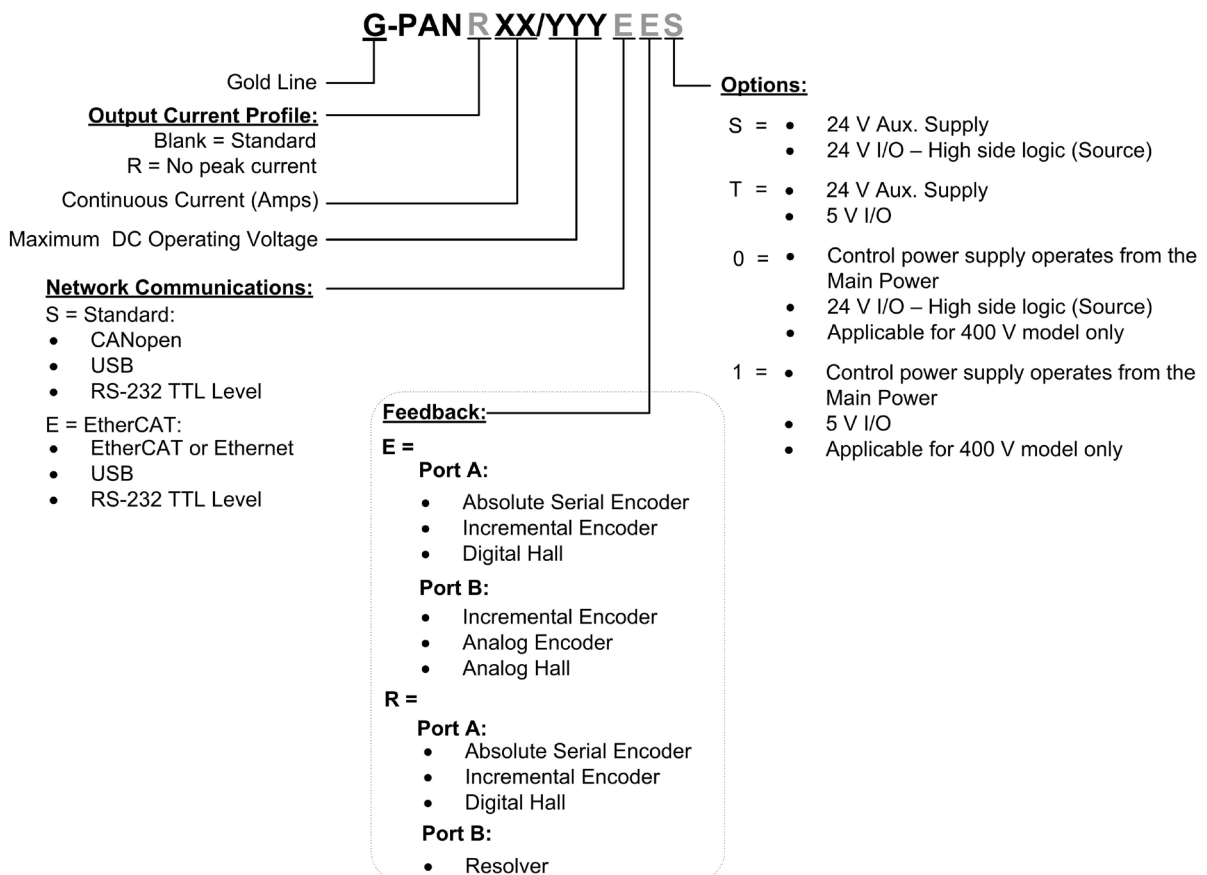 G-PAN R XX/YYY E E S
Gold Line
Output Current Profile:
Blank = Standard
R = No peak current
Continuous Current (Amps)
Maximum DC Operating Voltage
Network Communications:
S = Standard:
• CANopen
• USB
• RS-232 TTL Level
E = EtherCAT:
• EtherCAT or Ethernet
• USB
• RS-232 TTL Level
Feedback:
E =
Port A:
• Absolute Serial Encoder
• Incremental Encoder
• Digital Hall
Port B:
• Incremental Encoder
• Analog Encoder
• Analog Hall
R =
Port A:
• Absolute Serial Encoder
• Incremental Encoder
• Digital Hall
Port B:
• Resolver
Options:
S = • 24 V Aux. Supply
• 24 V I/O – High side logic (Source)
T = • 24 V Aux. Supply
• 5 V I/O
0 = • Control power supply operates from the
Main Power
• 24 V I/O – High side logic (Source)
• Applicable for 400 V model only
1 = • Control power supply operates from the
Main Power
• 5 V I/O
• Applicable for 400 V model only